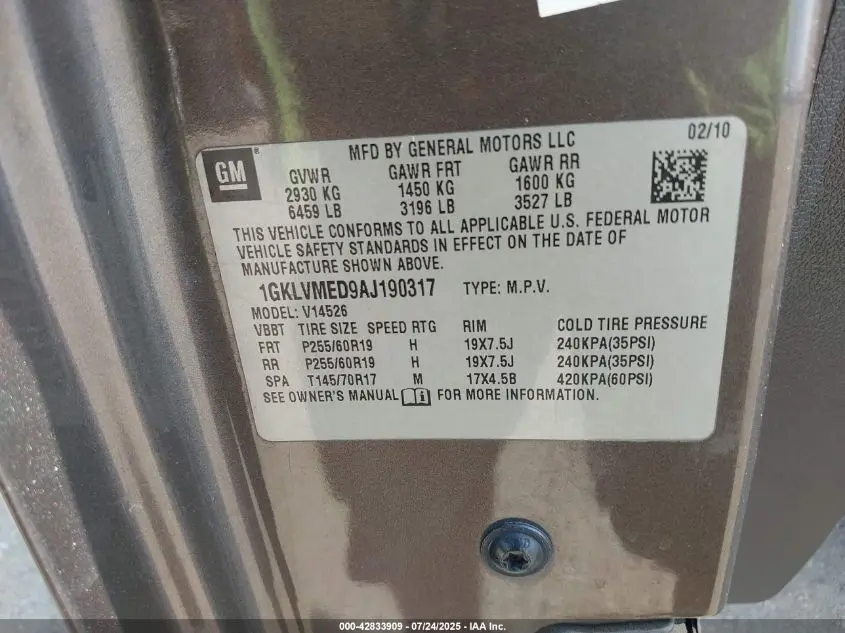 02/10
GM ®
MFD BY GENERAL MOTORS LLC
GVWR GAWR FRT GAWR RR
2930 KG 1450 KG 1600 KG
6459 LB 3196 LB 3527 LB
THIS VEHICLE CONFORMS TO ALL APPLICABLE U.S. FEDERAL MOTOR
VEHICLE SAFETY STANDARDS IN EFFECT ON THE DATE OF
MANUFACTURE SHOWN ABOVE.
1GKLVMED9AJ190317 TYPE: M.P.V.
MODEL: V14526
VBBT TIRE SIZE SPEED RTG RIM COLD TIRE PRESSURE
FRT P255/60R19 H 19X7.5J 240KPA(35PSI)
RR P255/60R19 H 19X7.5J 240KPA(35PSI)
SPA T145/70R17 M 17X4.5B 420KPA(60PSI)
SEE OWNER'S MANUAL i FOR MORE INFORMATION.
000-42833909 - 07/24/2025 - IAA Inc.